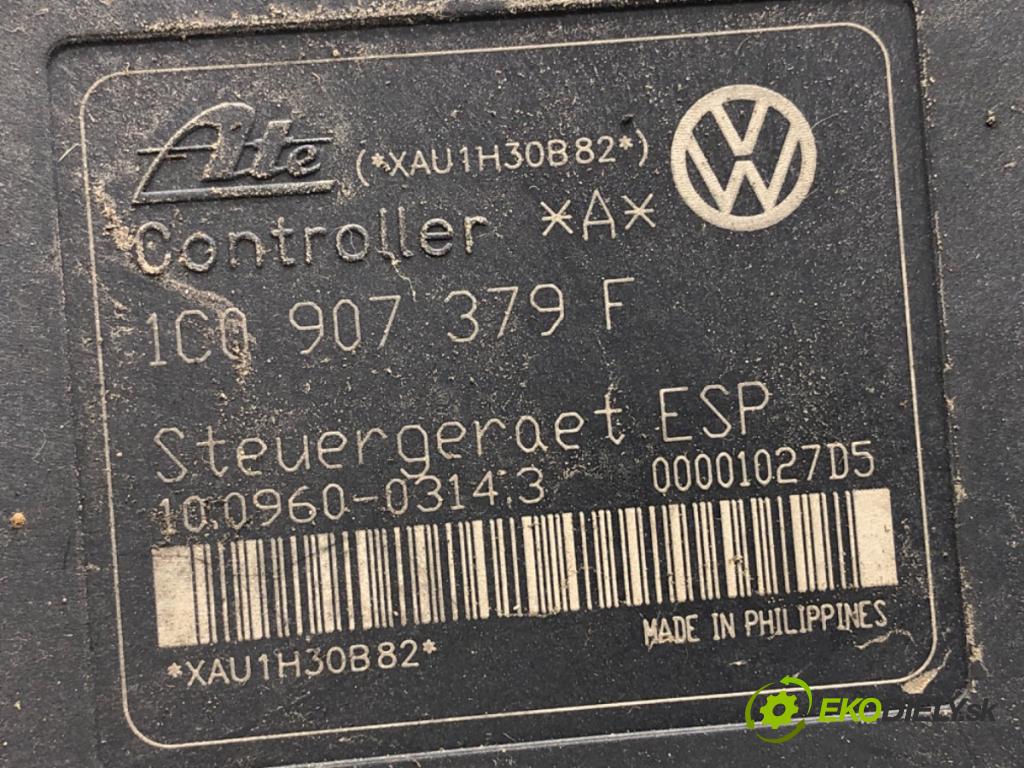 Ate (*XAU1H30B82*)
Controller *A*
1C0 907 379 F
Steuergeraet ESP
10.0960-0314.3 00001027D5
MADE IN PHILIPPINES
*XAU1H30B82*
EKODIELY.sk